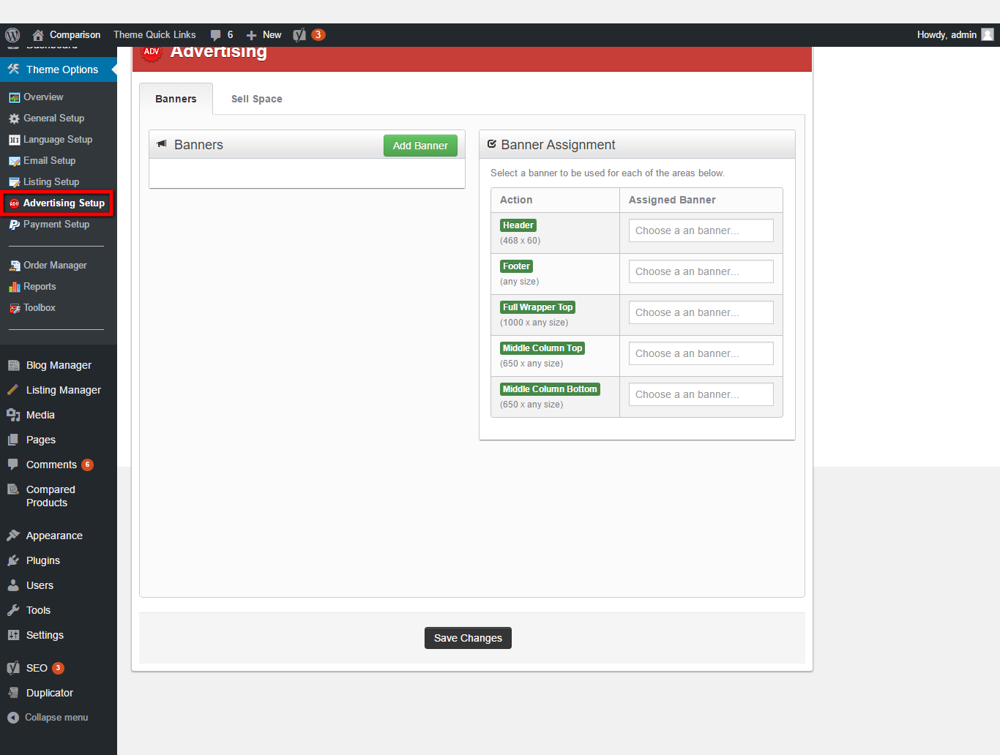 Comparison
Theme Quick Links
6
New
3
Howdy, admin
Dashboard
Theme Options
Overview
General Setup
Language Setup
Email Setup
Listing Setup
ADV Advertising Setup
Payment Setup
Order Manager
Reports
Toolbox
Blog Manager
Listing Manager
Media
Pages
Comments 6
Compared
Products
Appearance
Plugins
Users
Tools
Settings
SEO 3
Duplicator
Collapse menu
ADV Advertising
Banners
Sell Space
Banners
Add Banner
Banner Assignment
Select a banner to be used for each of the areas below.
Action
Assigned Banner
Header
(468 x 60)
Choose a an banner...
Footer
(any size)
Choose a an banner...
Full Wrapper Top
(1000 x any size)
Choose a an banner...
Middle Column Top
(650 x any size)
Choose a an banner...
Middle Column Bottom
(650 x any size)
Choose a an banner...
Save Changes